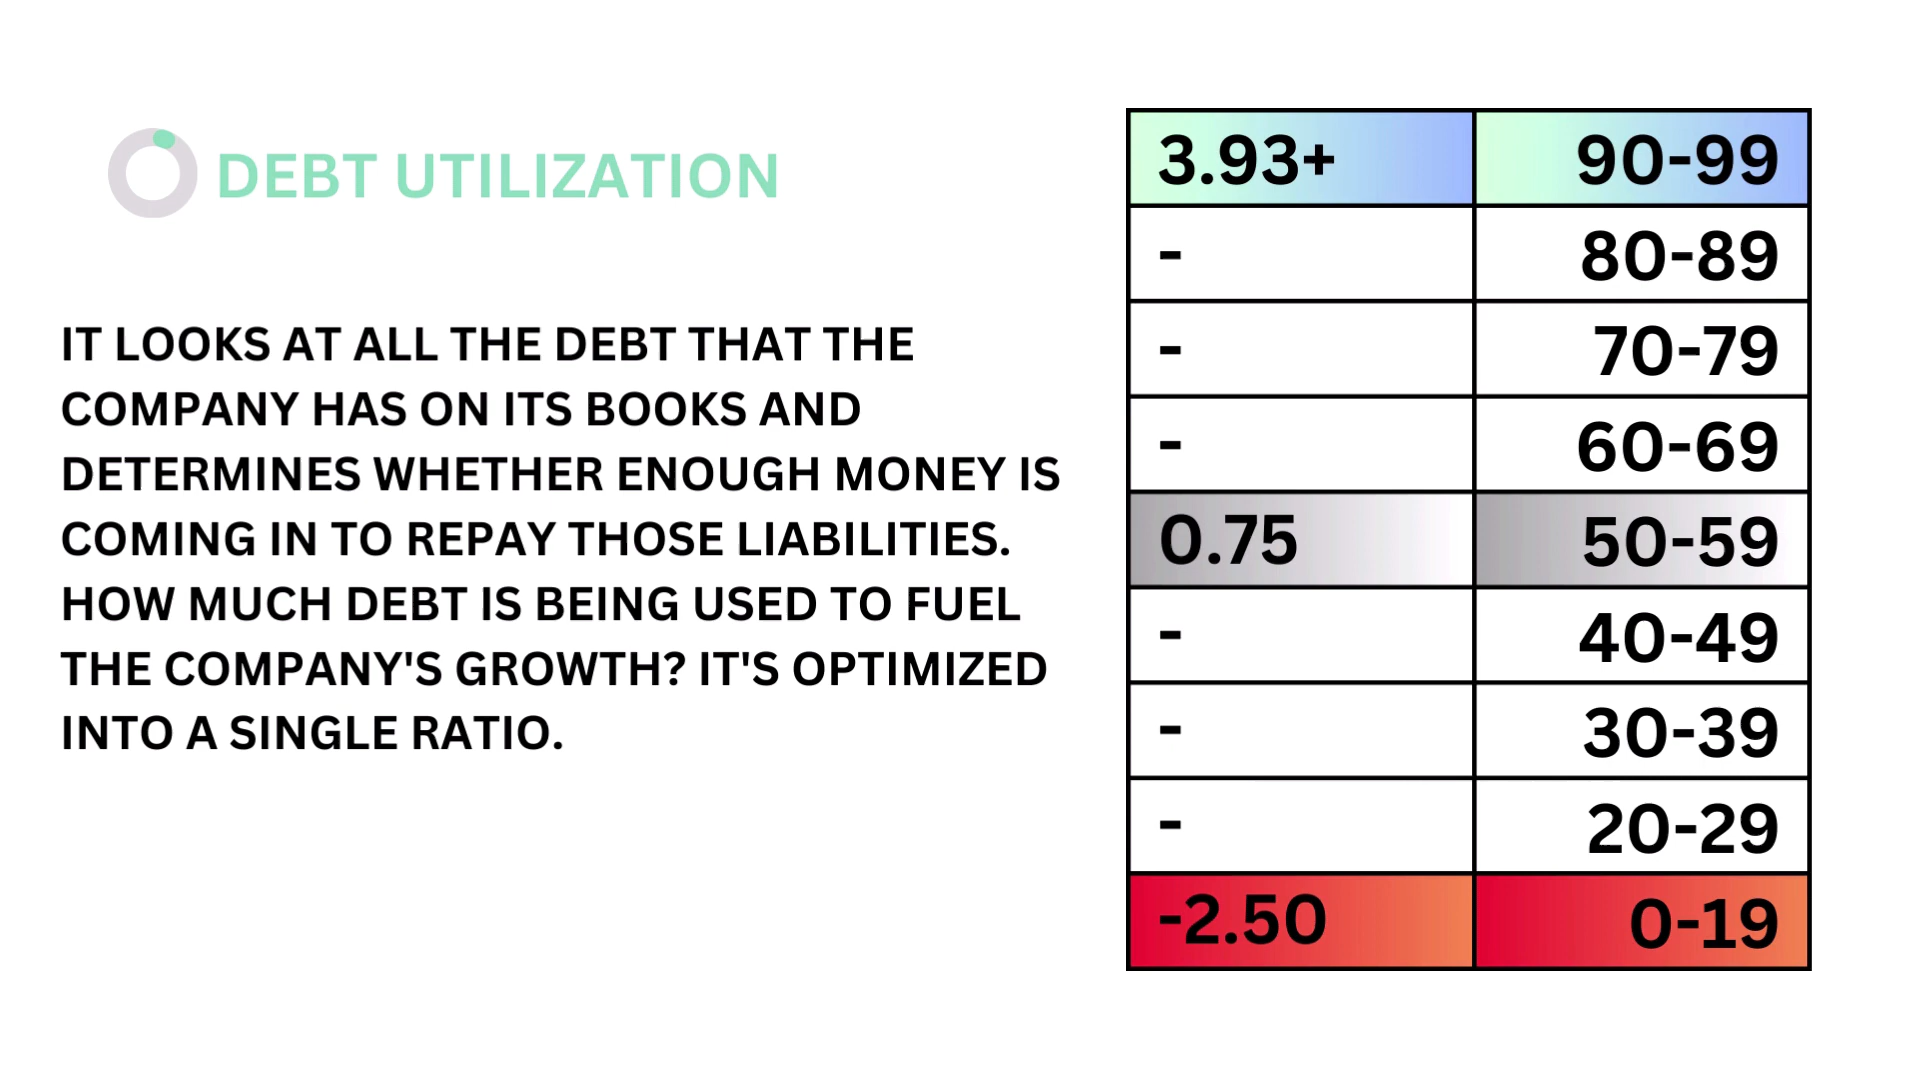 DEBT UTILIZATION
IT LOOKS AT ALL THE DEBT THAT THE
COMPANY HAS ON ITS BOOKS AND
DETERMINES WHETHER ENOUGH MONEY IS
COMING IN TO REPAY THOSE LIABILITIES.
HOW MUCH DEBT IS BEING USED TO FUEL
THE COMPANY'S GROWTH? IT'S OPTIMIZED
INTO A SINGLE RATIO.
3.93+ 90-99
- 80-89
- 70-79
- 60-69
0.75 50-59
- 40-49
- 30-39
- 20-29
-2.50 0-19